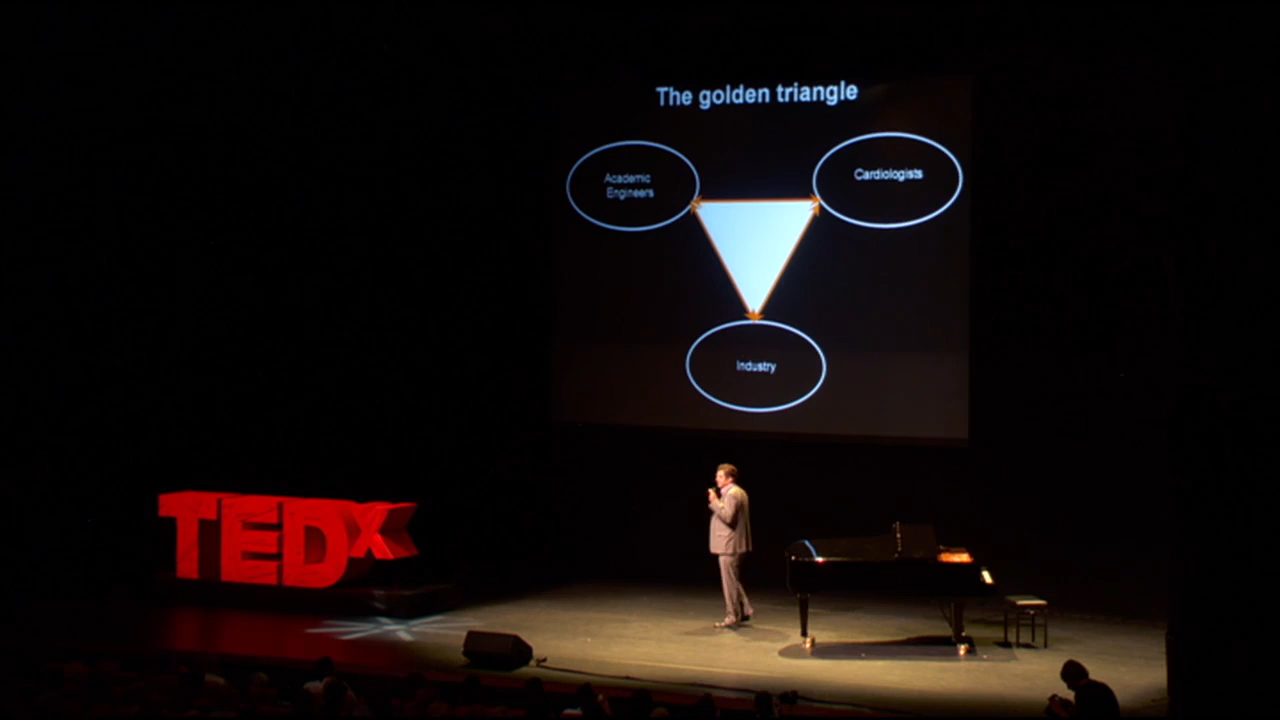 The golden triangle
Academic
Engineers
Cardiologists
Industry
TEDx